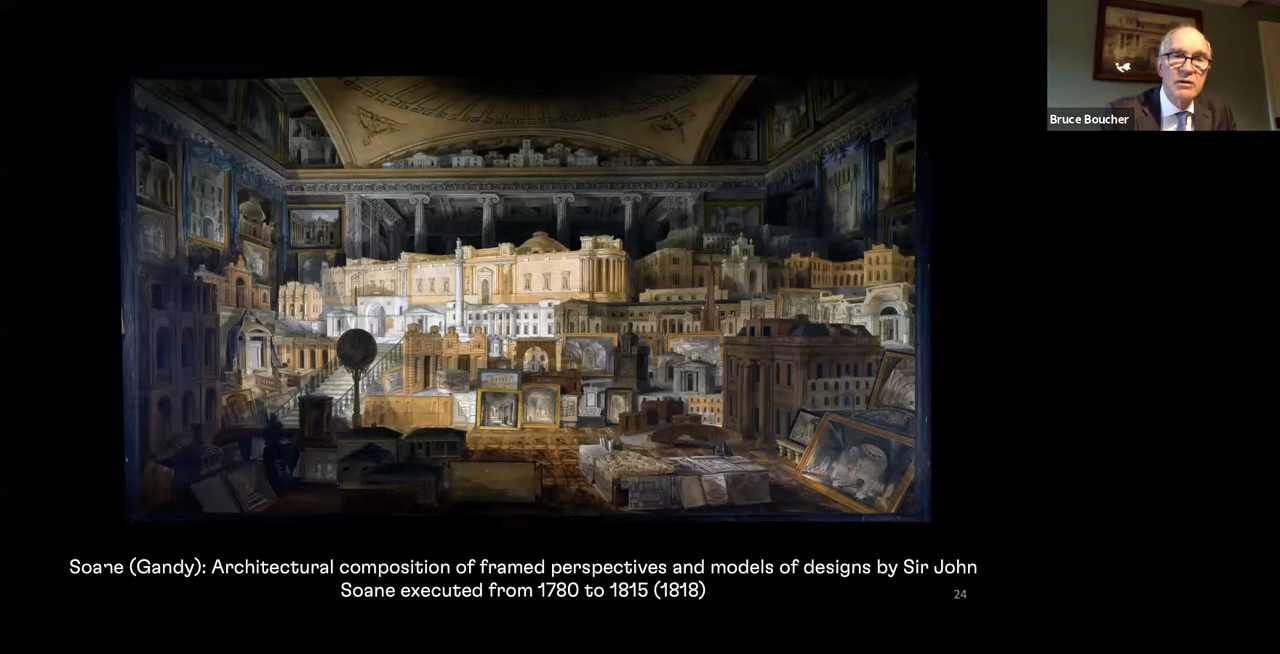 Bruce Boucher
Soane (Gandy): Architectural composition of framed perspectives and models of designs by Sir John
Soane executed from 1780 to 1815 (1818)
24